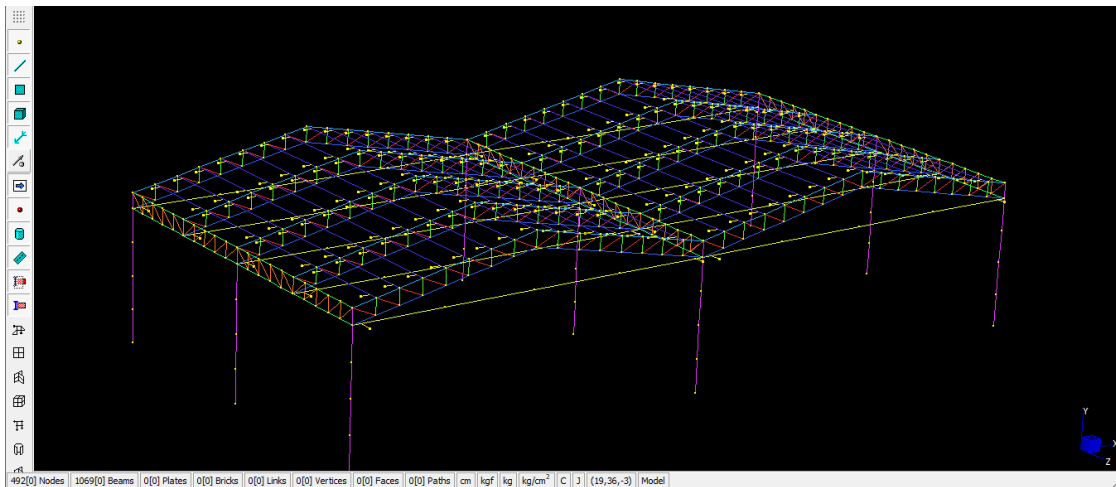 Y
X
Z
492[0] Nodes 1069[0] Beams 0[0] Plates 0[0] Bricks 0[0] Links 0[0] Vertices 0[0] Faces 0[0] Paths cm kgf kg kg/cm² C J (19,36,-3) Model